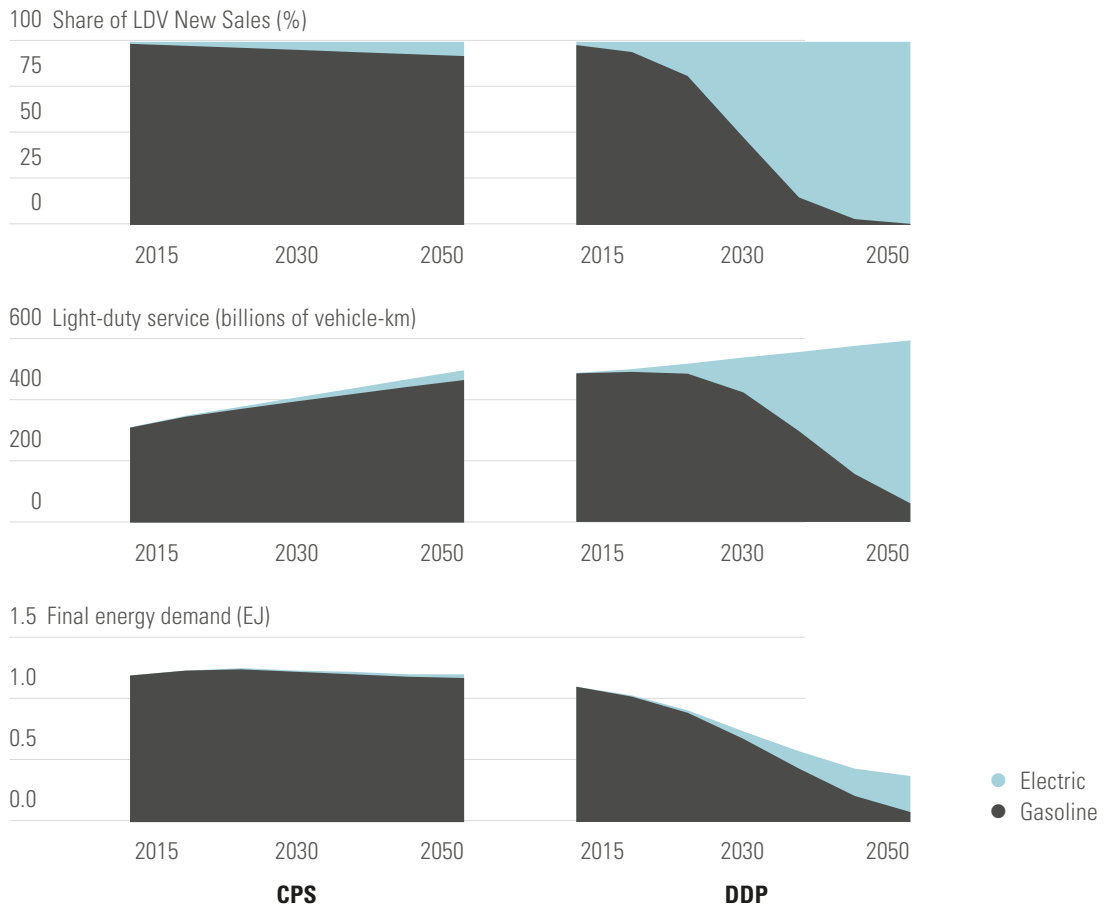 100 Share of LDV New Sales (%)
75
50
25
0
2015 2030 2050 2015 2030 2050
600 Light-duty service (billions of vehicle-km)
400
200
0
2015 2030 2050 2015 2030 2050
1.5 Final energy demand (EJ)
1.0
0.5
0.0
Electric
Gasoline
2015 2030 2050 2015 2030 2050
CPS DDP